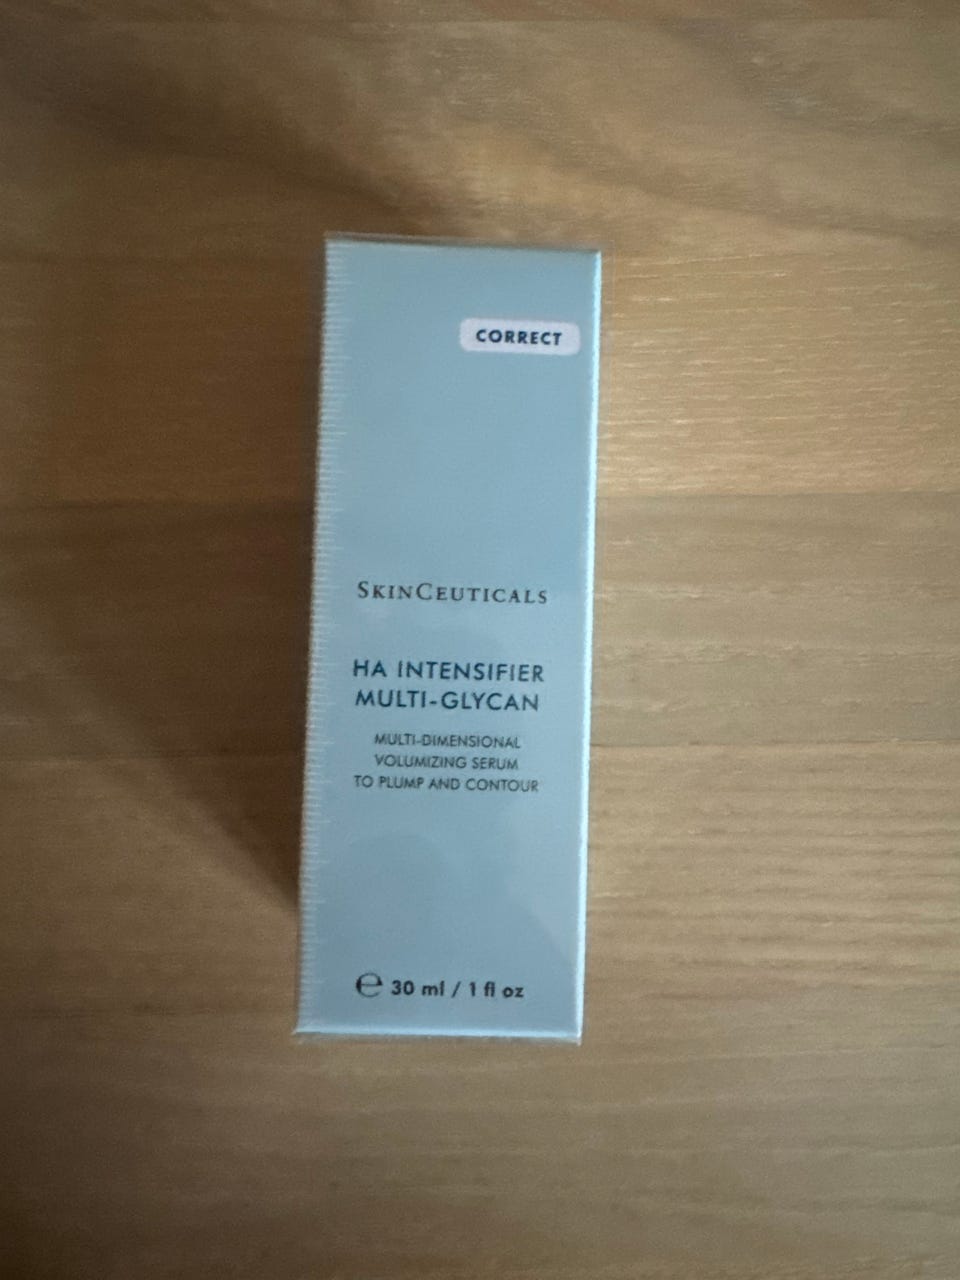 CORRECT
SKINCEUTICALS
HA INTENSIFIER
MULTI-GLYCAN
MULTI-DIMENSIONAL
VOLUMIZING SERUM
TO PLUMP AND CONTOUR
℮ 30 ml / 1 fl oz